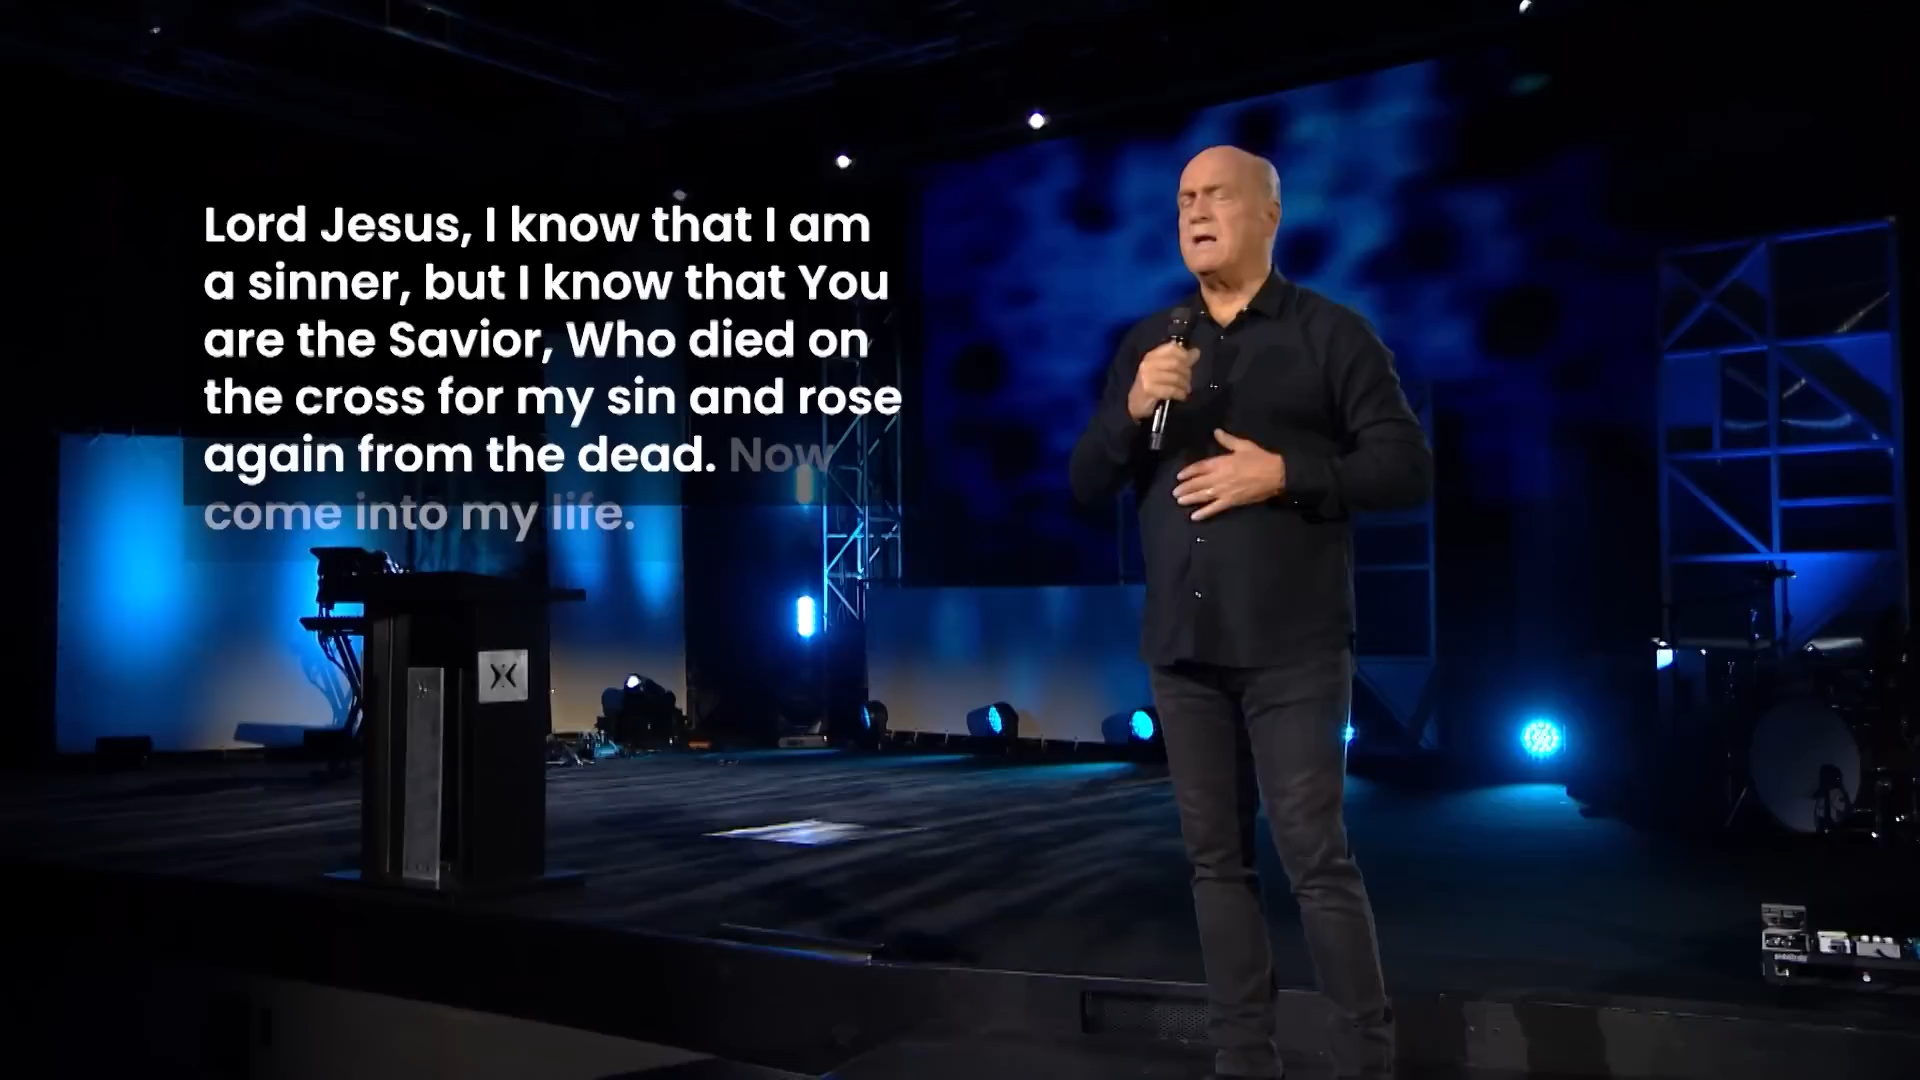 Lord Jesus, I know that I am
a sinner, but I know that You
are the Savior, Who died on
the cross for my sin and rose
again from the dead. Now
come into my life.